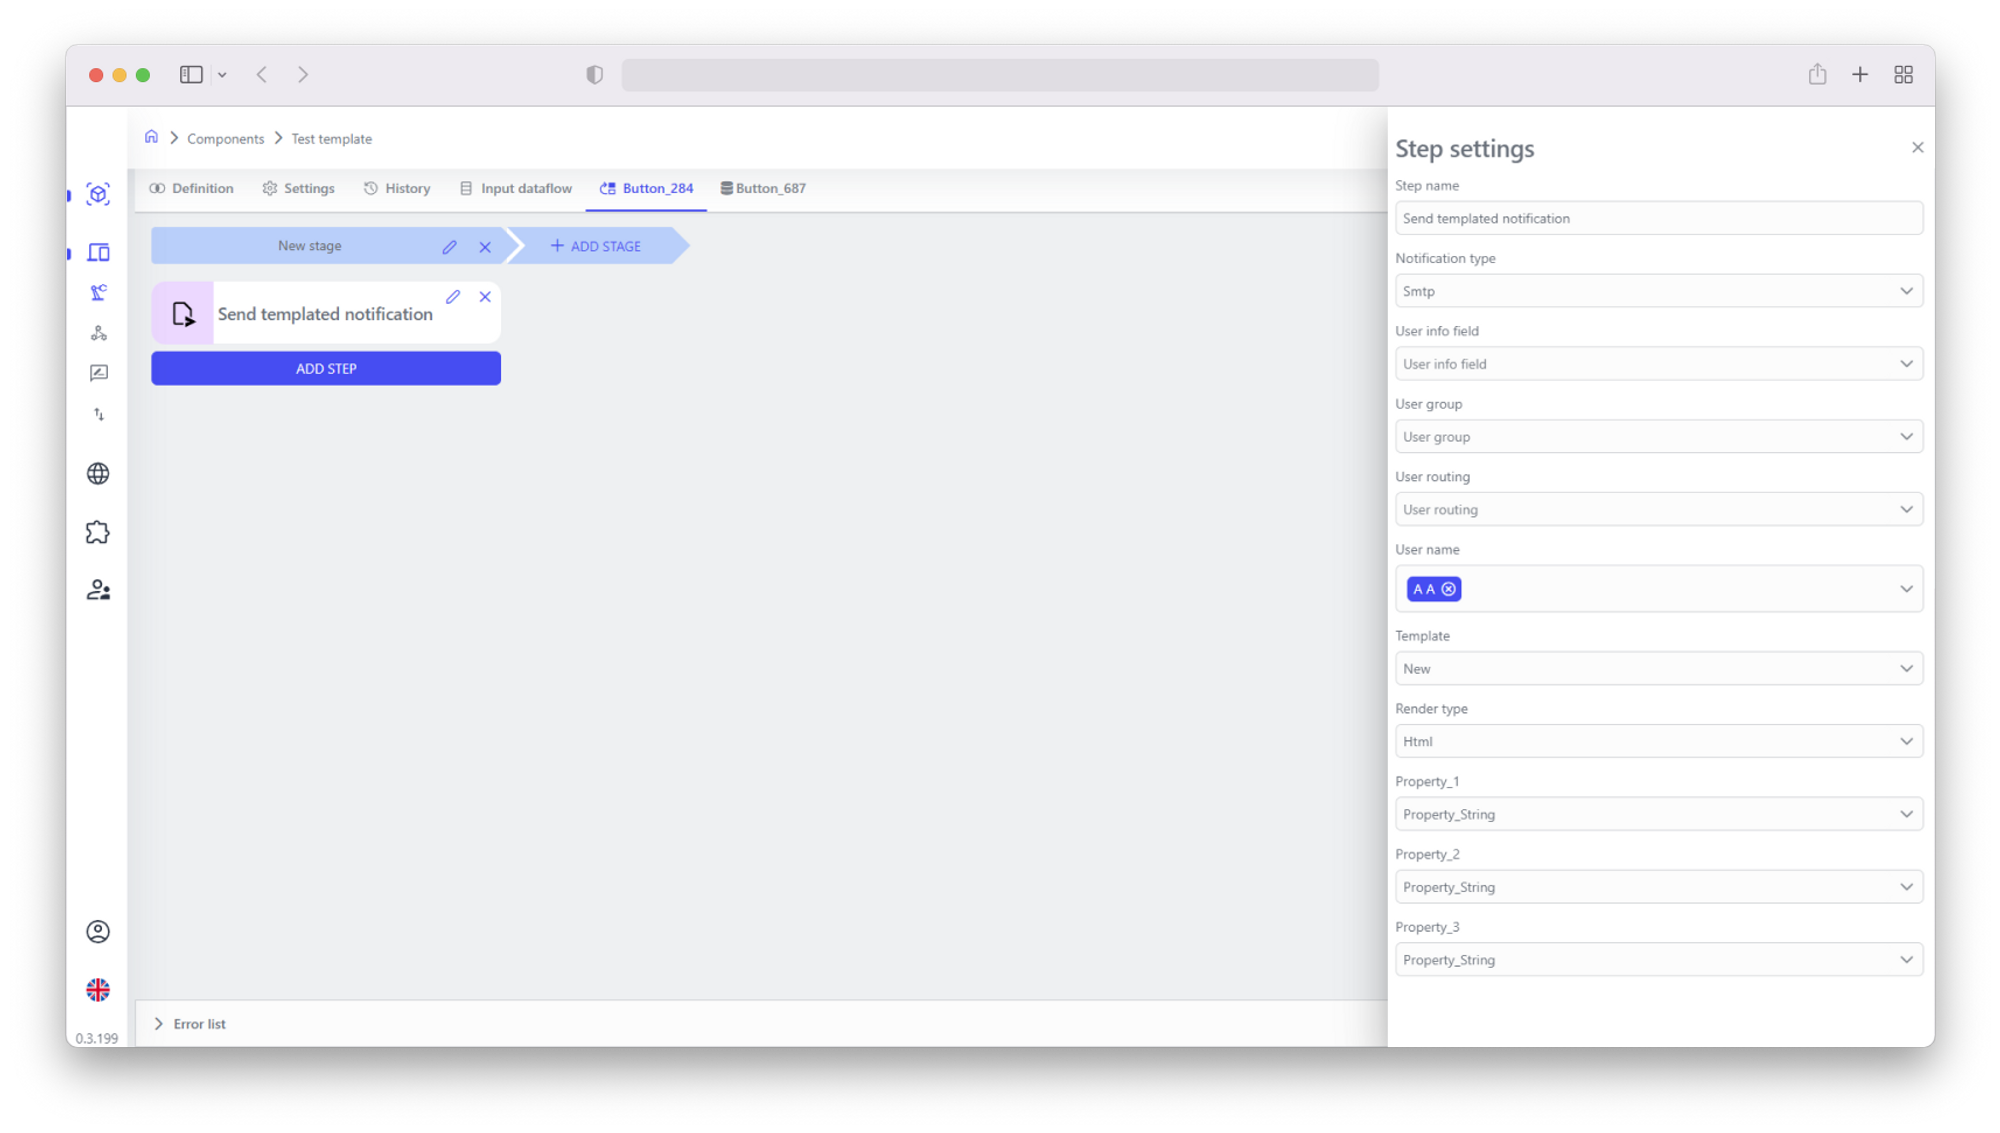 Components
Test template
Definition
Settings
History
Input dataflow
Button_284
Button_687
New stage
ADD STAGE
Send templated notification
ADD STEP
Error list
0.3.199
Step settings
Step name
Send templated notification
Notification type
Smtp
User info field
User info field
User group
User group
User routing
User routing
User name
A A
Template
New
Render type
Html
Property_1
Property_String
Property_2
Property_String
Property_3
Property_String